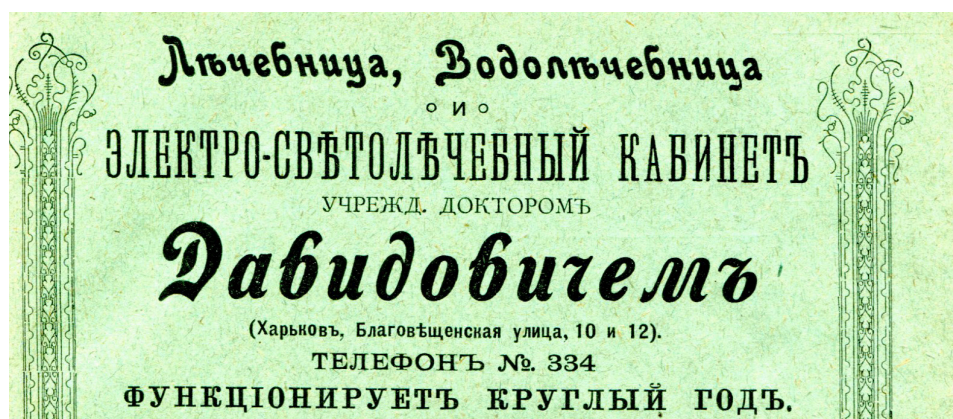 Лѣчебница, Водолѣчебница
и
ЭЛЕКТРО-СВѢТОЛѢЧЕБНЫЙ КАБИНЕТЪ
УЧРЕЖД. ДОКТОРОМЪ
Давидовичемъ
(Харьковъ, Благовѣщенская улица, 10 и 12).
ТЕЛЕФОНЪ №. 334
ФУНКЦІОНИРУЕТЪ КРУГЛЫЙ ГОДЪ.